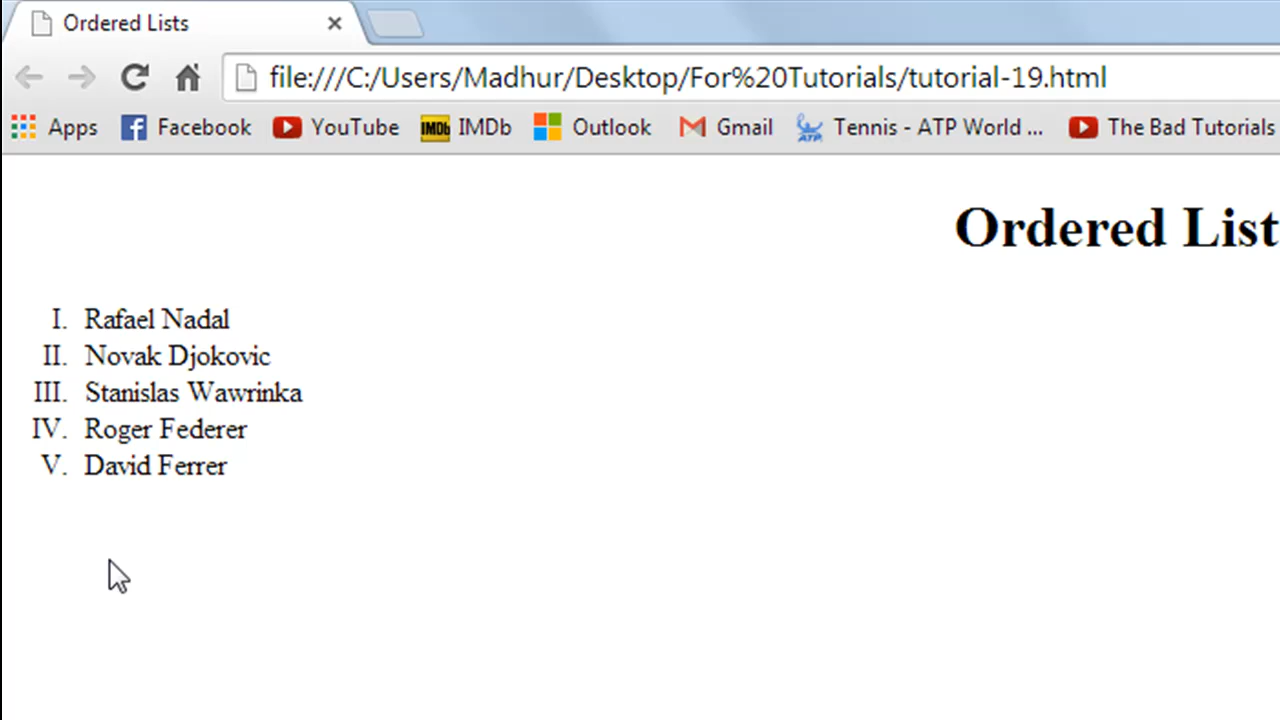 Ordered Lists
file:///C:/Users/Madhur/Desktop/For%20Tutorials/tutorial-19.html
Apps Facebook YouTube IMDb IMDb Outlook Gmail ATP Tennis - ATP World ... The Bad Tutorials
Ordered List
I. Rafael Nadal
II. Novak Djokovic
III. Stanislas Wawrinka
IV. Roger Federer
V. David Ferrer